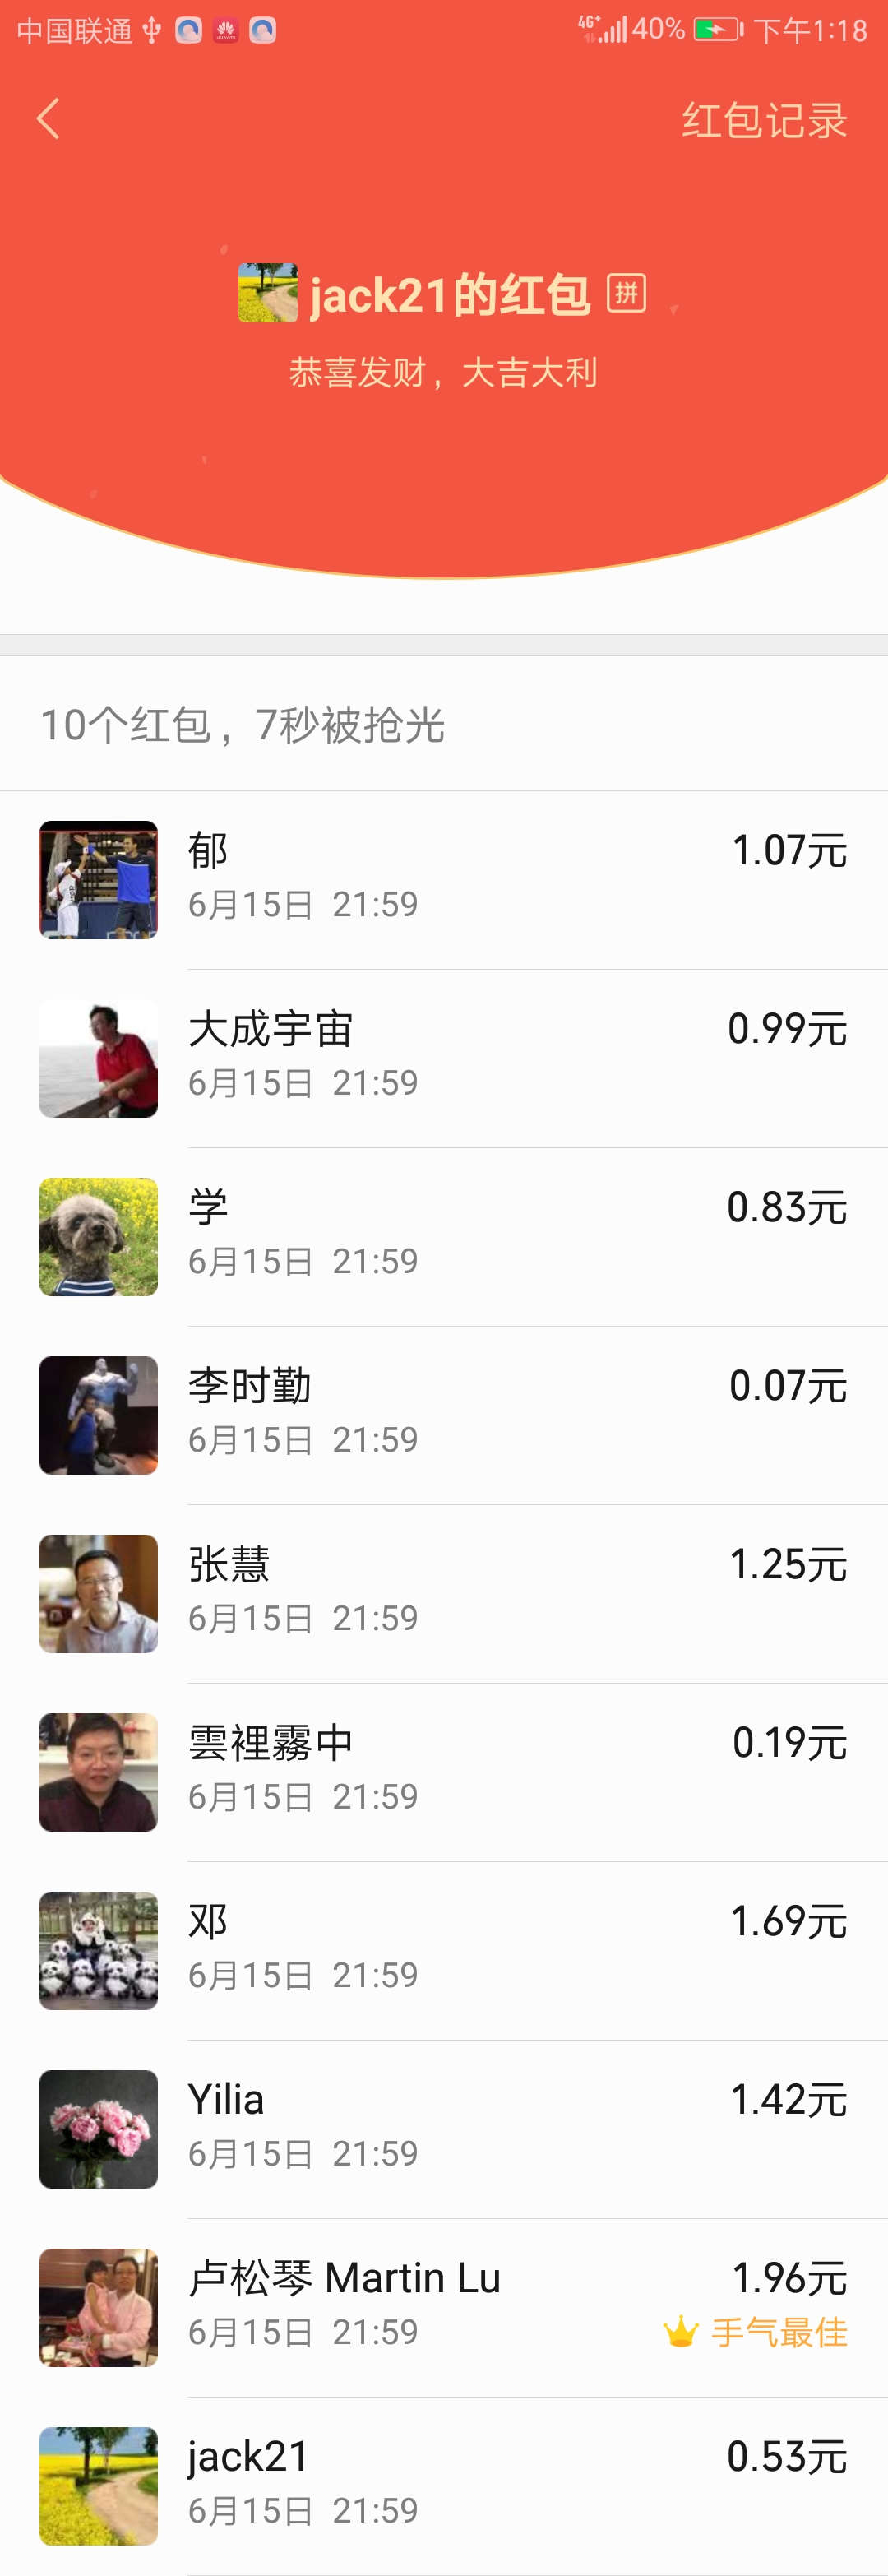 中国联通 4G+ 40% 下午1:18
红包记录
jack21的红包 拼
恭喜发财，大吉大利
10个红包，7秒被抢光
郁 1.07元
6月15日 21:59
大成宇宙 0.99元
6月15日 21:59
学 0.83元
6月15日 21:59
李时勤 0.07元
6月15日 21:59
张慧 1.25元
6月15日 21:59
雲裡霧中 0.19元
6月15日 21:59
邓 1.69元
6月15日 21:59
Yilia 1.42元
6月15日 21:59
卢松琴 Martin Lu 1.96元
6月15日 21:59 手气最佳
jack21 0.53元
6月15日 21:59